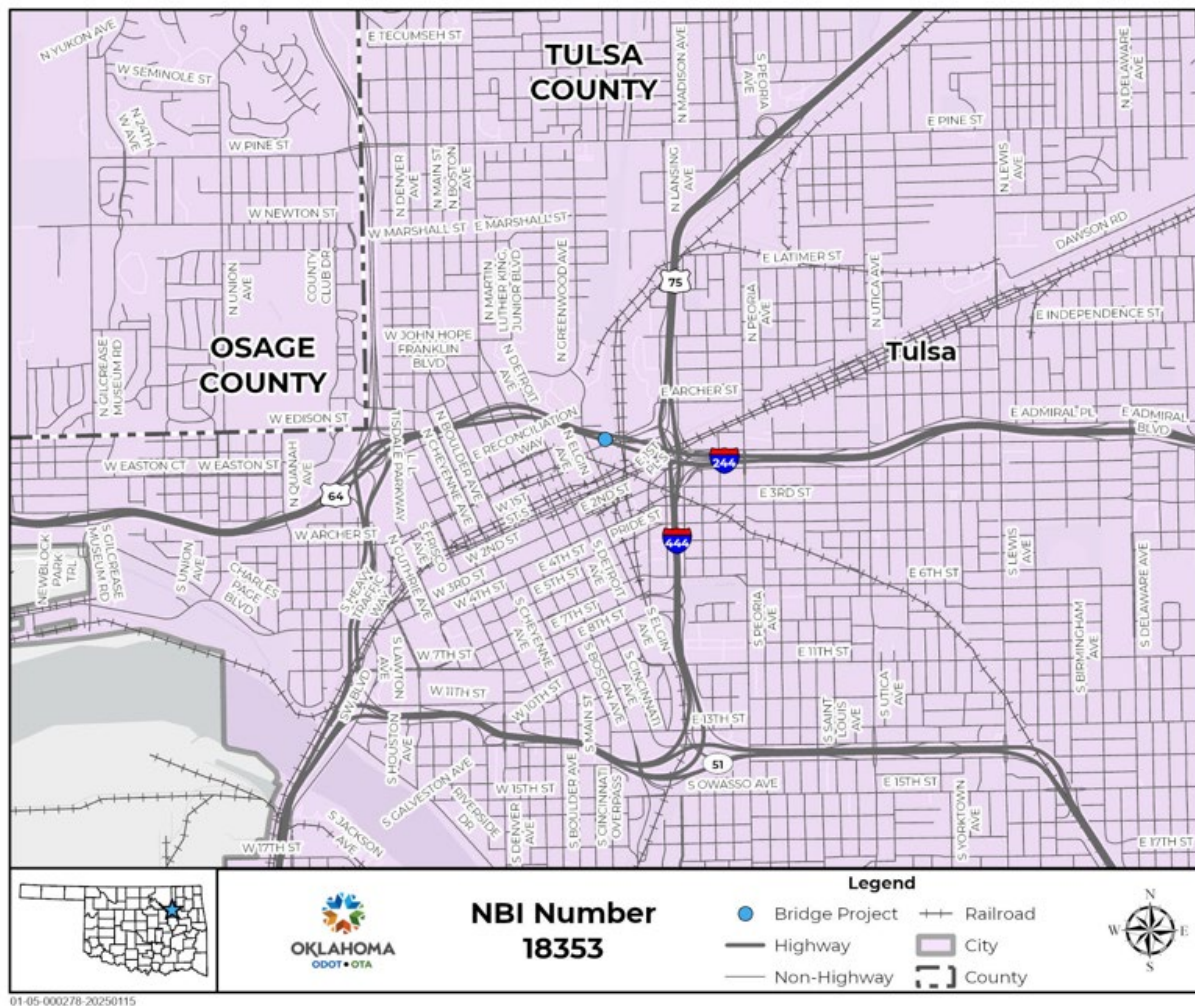 N YUKON AVE
E TECUMSEH ST
TULSA
COUNTY
N MADISON AVE
S PEORIA
AVE
N DELAWARE
AVE
W SEMINOLE ST
N 24TH
W AVE
E PINE ST
W PINE ST
N DENVER
AVE
N MAIN ST
N BOSTON
AVE
N LANSING
AVE
N LEWIS
AVE
W NEWTON ST
W MARSHALL ST
E MARSHALL ST
DAWSON RD
N UNION
AVE
COUNTY
CLUB DR
N MARTIN
LUTHER KING,
JUNIOR BLVD
N GREENWOOD AVE
E LATIMER ST
75
N UTICA AVE
N PEORIA
AVE
E INDEPENDENCE ST
OSAGE
COUNTY
W JOHN HOPE
FRANKLIN
BLVD
N DETROIT
AVE
Tulsa
N GILCREASE
MUSEUM RD
E ARCHER ST
W EDISON ST
L L
TISDALE PARKWAY
N BOULDER AVE
N CHEYENNE AVE
E RECONCILIATION
WAY
N ELGIN
AVE
E ADMIRAL PL
E ADMIRAL
BLVD
W EASTON CT
W EASTON ST
N QUANAH
AVE
E 1ST
PL S
244
64
W 1ST
ST S
E 2ND ST
E 3RD ST
W ARCHER ST
S FRISCO
AVE
W 2ND ST
PRIDE ST
444
NEWBLOCK
PARK
TRL
S GILCREASE
MUSEUM RD
S UNION
AVE
CHARLES
PAGE
BLVD
S HEAVY
TRAFFIC
WAY
N GUTHRIE AVE
W 3RD ST
W 4TH ST
E 4TH ST
E 5TH ST
S DETROIT
AVE
E 6TH ST
S LEWIS
AVE
S DELAWARE AVE
E 7TH ST
E 8TH ST
S ELGIN
AVE
S PEORIA
AVE
S BIRMINGHAM
AVE
S CHEYENNE
AVE
W 7TH ST
S LAWTON
AVE
E 11TH ST
S BOSTON AVE
S CINCINNATI
AVE
SW BLVD
W 11TH ST
W 10TH ST
S UTICA
AVE
S SAINT
LOUIS
AVE
S HOUSTON
AVE
S MAIN ST
E 13TH ST
51
S GALVESTON AVE
RIVERSIDE
DR
W 15TH ST
S BOULDER AVE
S CINCINNATI
OVERPASS
S OWASSO AVE
E 15TH ST
S DENVER
AVE
S YORKTOWN
AVE
S JACKSON
AVE
W 17TH ST
E 17TH ST
OKLAHOMA
ODOT • OTA
NBI Number
18353
Legend
Bridge Project
Railroad
Highway
City
Non-Highway
County
N
W
E
S
01-05-000278-20250115